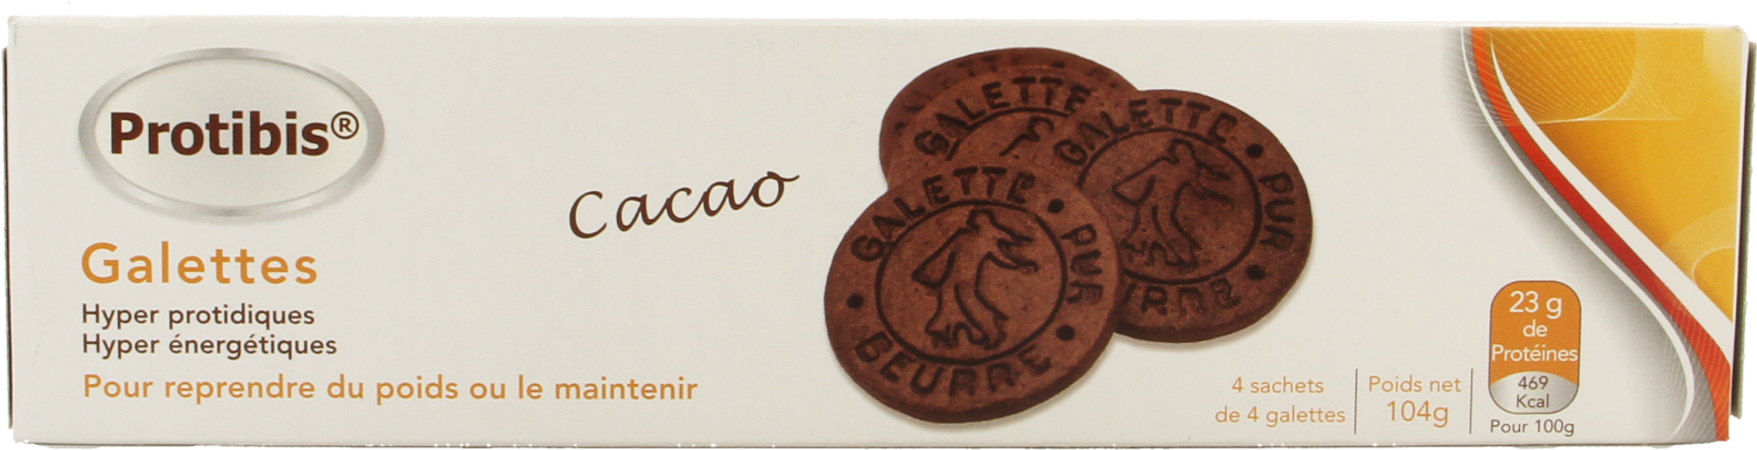 Protibis®
Galettes
Hyper protidiques
Hyper énergétiques
Pour reprendre du poids ou le maintenir
Cacao
GALETTE
GALETTE • PUR
GALETTE • PUR • BEURRE •
4 sachets
de 4 galettes
Poids net
104g
23 g
de
Protéines
469
Kcal
Pour 100g